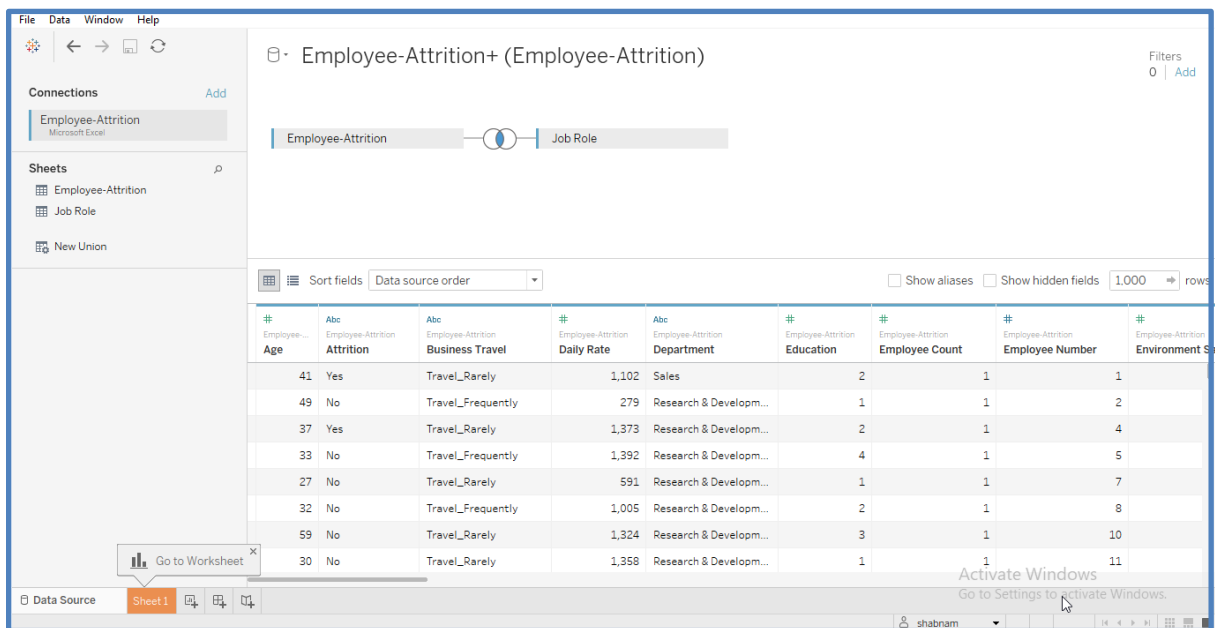 File Data Window Help
Employee-Attrition+ (Employee-Attrition)
Filters
0 Add
Connections Add
Employee-Attrition
Microsoft Excel
Employee-Attrition Job Role
Sheets
Employee-Attrition
Job Role
New Union
Sort fields Data source order Show aliases Show hidden fields 1,000 rows
# Abc Abc # Abc # # # #
Employee-... Employee-Attrition Employee-Attrition Employee-Attrition Employee-Attrition Employee-Attrition Employee-Attrition Employee-Attrition Employee-Attrition
Age Attrition Business Travel Daily Rate Department Education Employee Count Employee Number Environment
41 Yes Travel_Rarely 1,102 Sales 2 1 1
49 No Travel_Frequently 279 Research & Developm... 1 1 2
37 Yes Travel_Rarely 1,373 Research & Developm... 2 1 4
33 No Travel_Frequently 1,392 Research & Developm... 4 1 5
27 No Travel_Rarely 591 Research & Developm... 1 1 7
32 No Travel_Frequently 1,005 Research & Developm... 2 1 8
59 No Travel_Rarely 1,324 Research & Developm... 3 1 10
30 No Travel_Rarely 1,358 Research & Developm... 1 1 11
Go to Worksheet
Activate Windows
Go to Settings to activate Windows.
Data Source Sheet 1
shabnam